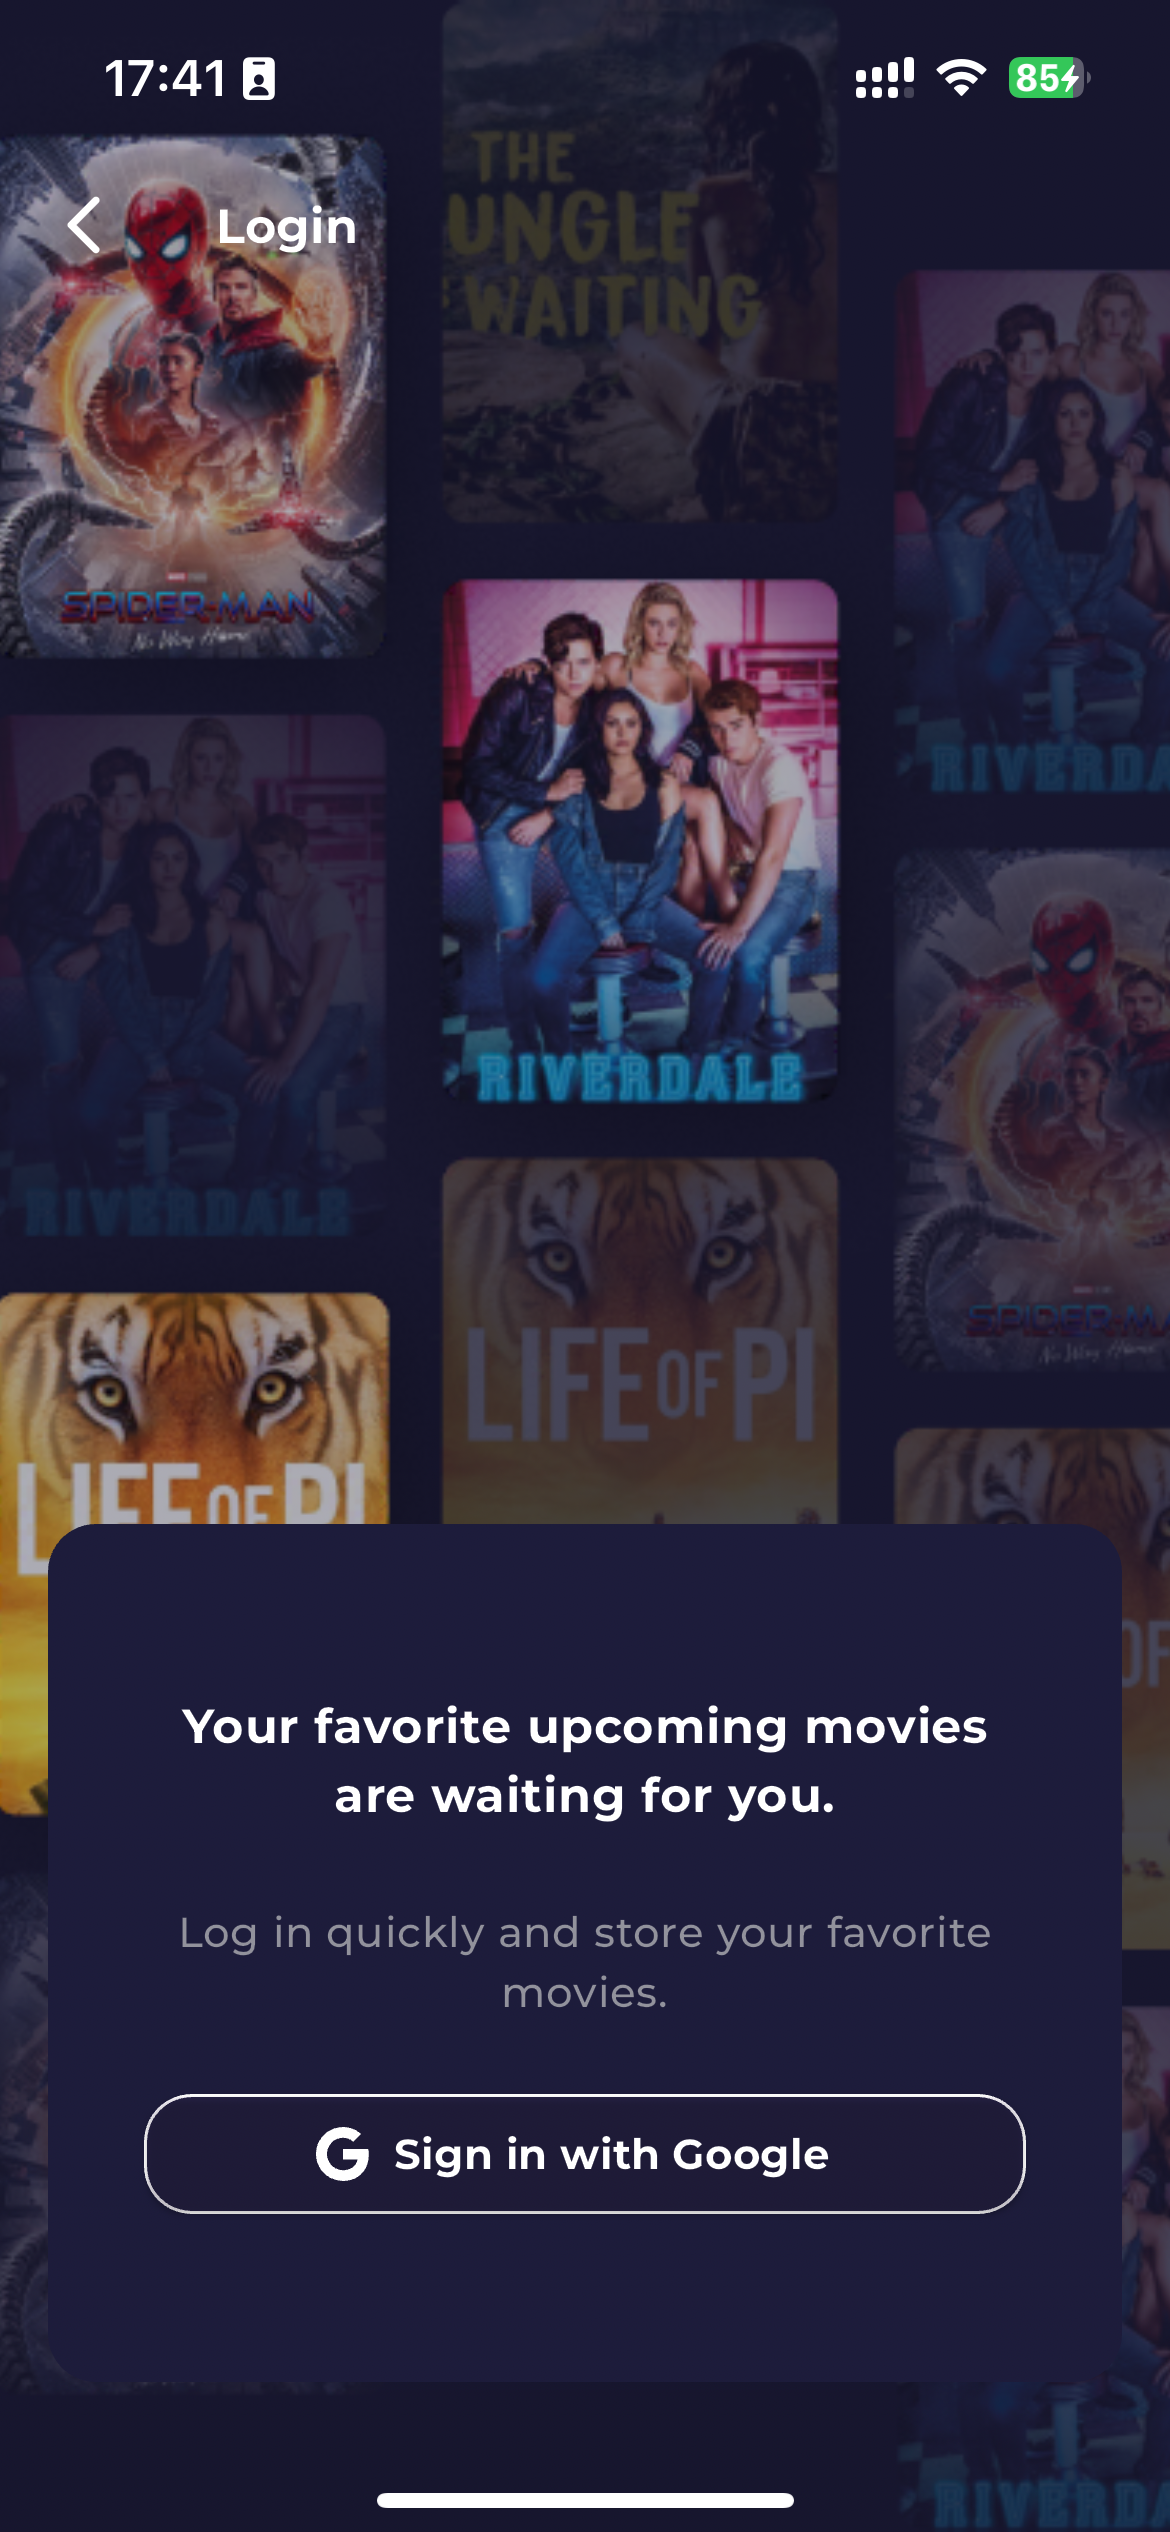 17:41
85
Login
THE
UNGLE
WAITING
SPIDER-MAN
No Way Home
RIVERDA
RIVERDALE
RIVERDALE
LIFE OF PI
SPIDER-MA
No Way Home
LIFE OF PI
OF
Your favorite upcoming movies
are waiting for you.
Log in quickly and store your favorite
movies.
Sign in with Google
RIVERDA